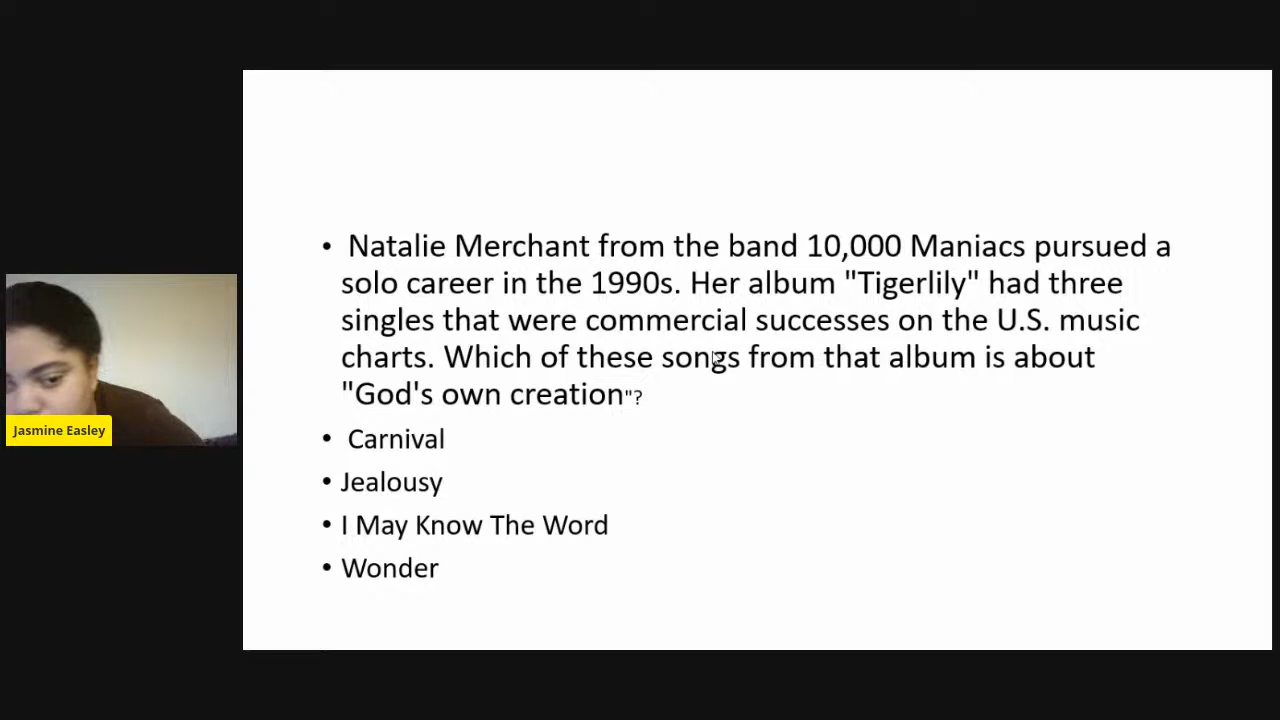 • Natalie Merchant from the band 10,000 Maniacs pursued a
solo career in the 1990s. Her album "Tigerlily" had three
singles that were commercial successes on the U.S. music
charts. Which of these songs from that album is about
"God's own creation"?
• Carnival
Jasmine Easley
• Jealousy
• I May Know The Word
• Wonder